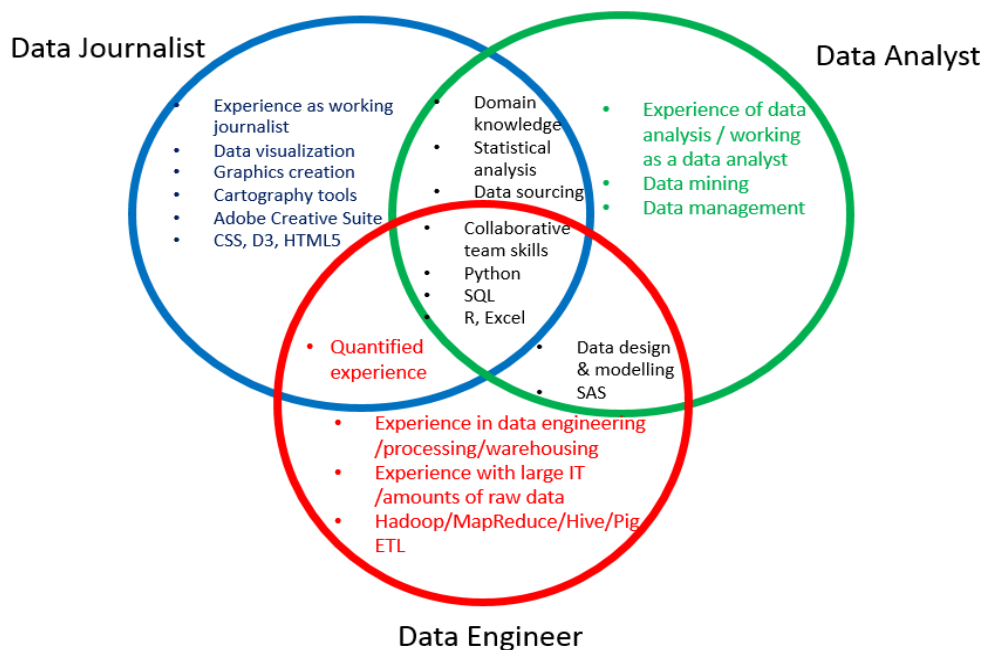 Data Journalist
Data Analyst
• Experience as working
journalist
• Data visualization
• Graphics creation
• Cartography tools
• Adobe Creative Suite
• CSS, D3, HTML5
• Domain
knowledge
• Statistical
analysis
• Data sourcing
• Experience of data
analysis / working
as a data analyst
• Data mining
• Data management
• Collaborative
team skills
• Python
• SQL
• R, Excel
• Quantified
experience
• Data design
& modelling
• SAS
• Experience in data engineering
/processing/warehousing
• Experience with large IT
/amounts of raw data
• Hadoop/MapReduce/Hive/Pig
ETL
Data Engineer